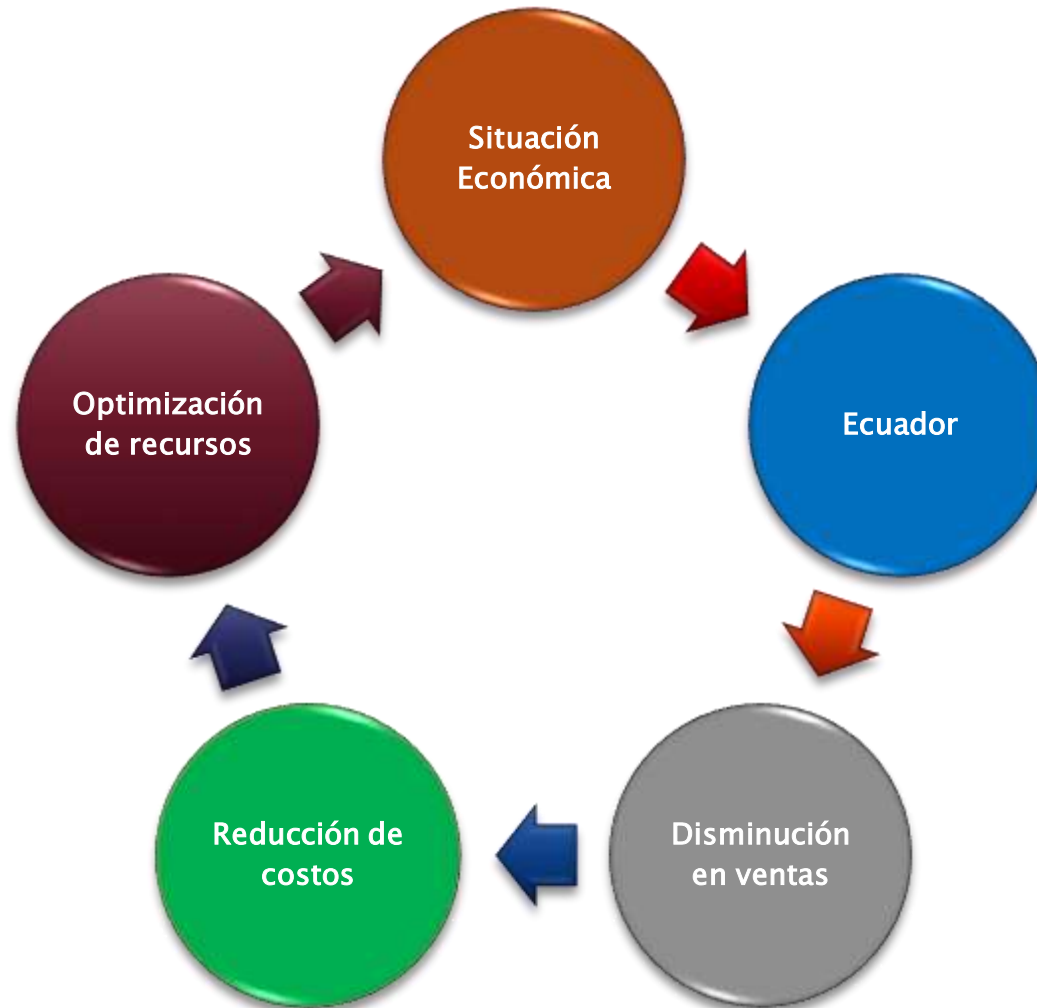 Situación
Económica
Ecuador
Disminución
en ventas
Reducción de
costos
Optimización
de recursos